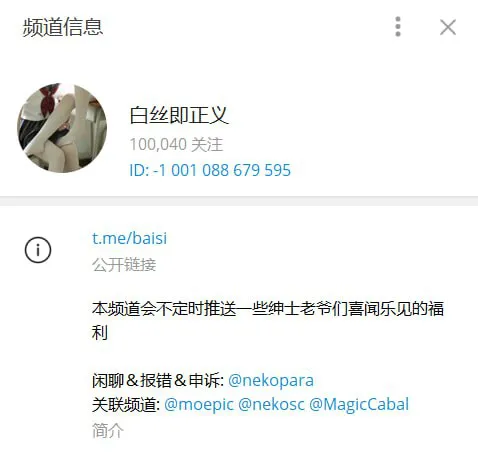 频道信息
白丝即正义
100,040 关注
ID: -1 001 088 679 595
t.me/baisi
公开链接
本频道会不定时推送一些绅士老爷们喜闻乐见的福
利
闲聊＆报错＆申诉: @nekopara
关联频道: @moepic @nekosc @MagicCabal
简介